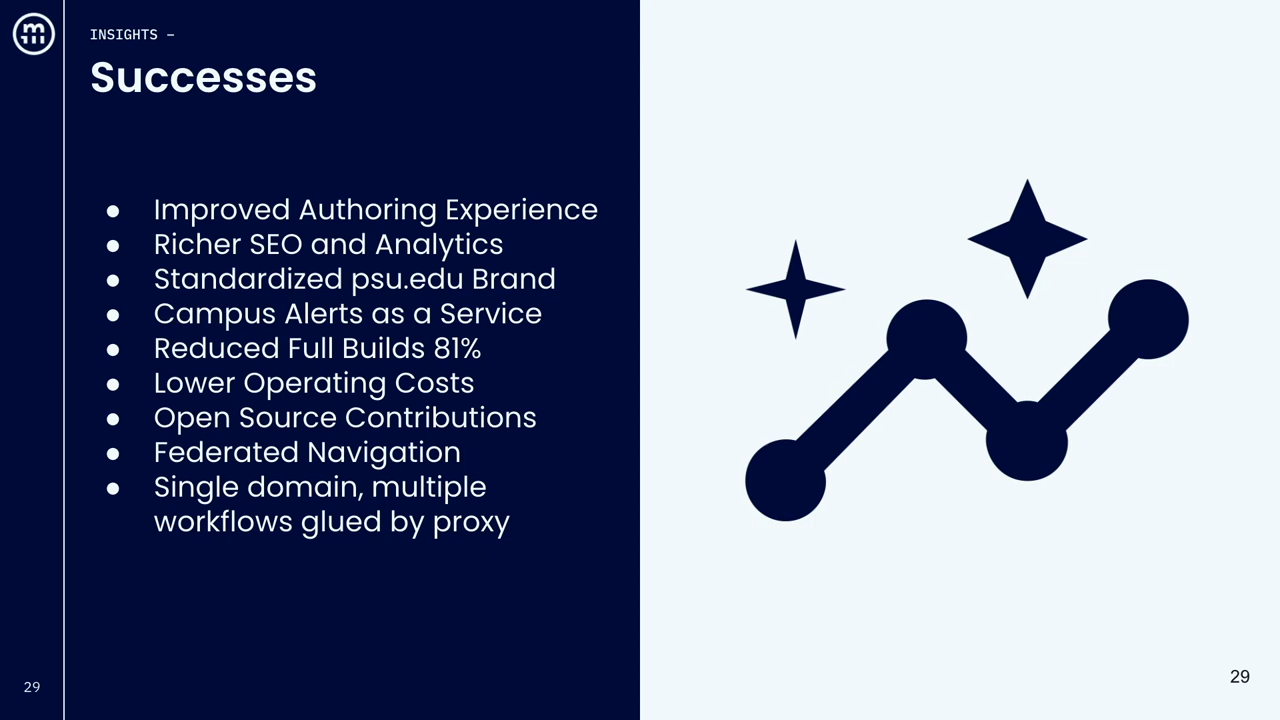 INSIGHTS –
Successes
● Improved Authoring Experience
● Richer SEO and Analytics
● Standardized psu.edu Brand
● Campus Alerts as a Service
● Reduced Full Builds 81%
● Lower Operating Costs
● Open Source Contributions
● Federated Navigation
● Single domain, multiple
workflows glued by proxy
29
29